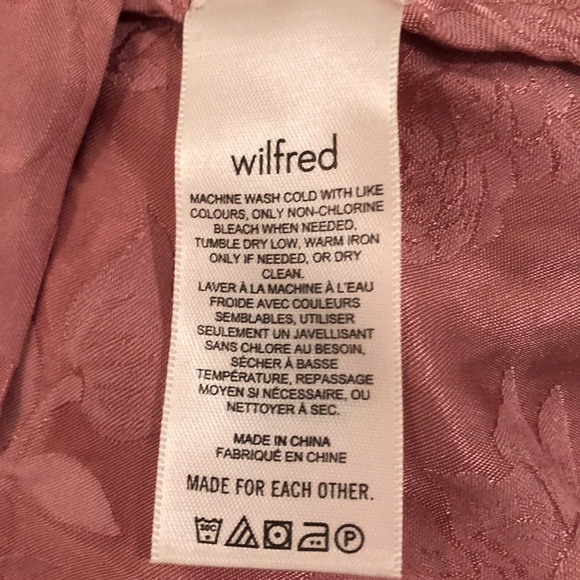 wilfred
MACHINE WASH COLD WITH LIKE
COLOURS, ONLY NON-CHLORINE
BLEACH WHEN NEEDED,
TUMBLE DRY LOW, WARM IRON
ONLY IF NEEDED, OR DRY
CLEAN.
LAVER À LA MACHINE À L'EAU
FROIDE AVEC COULEURS
SEMBLABLES, UTILISER
SEULEMENT UN JAVELLISANT
SANS CHLORE AU BESOIN,
SÉCHER À BASSE
TEMPÉRATURE, REPASSAGE
MOYEN SI NÉCESSAIRE, OU
NETTOYER À SEC.
MADE IN CHINA
FABRIQUÉ EN CHINE
MADE FOR EACH OTHER.
30C P